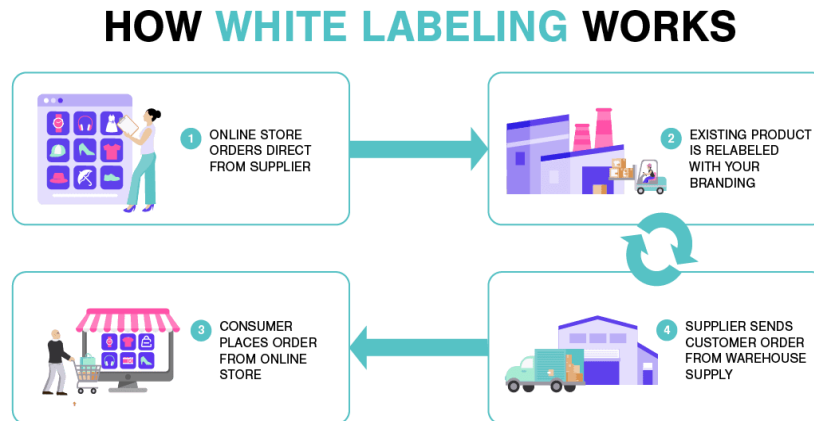 HOW WHITE LABELING WORKS
1
ONLINE STORE
ORDERS DIRECT
FROM SUPPLIER
2
EXISTING PRODUCT
IS RELABELED
WITH YOUR
BRANDING
3
CONSUMER
PLACES ORDER
FROM ONLINE
STORE
4
SUPPLIER SENDS
CUSTOMER ORDER
FROM WAREHOUSE
SUPPLY